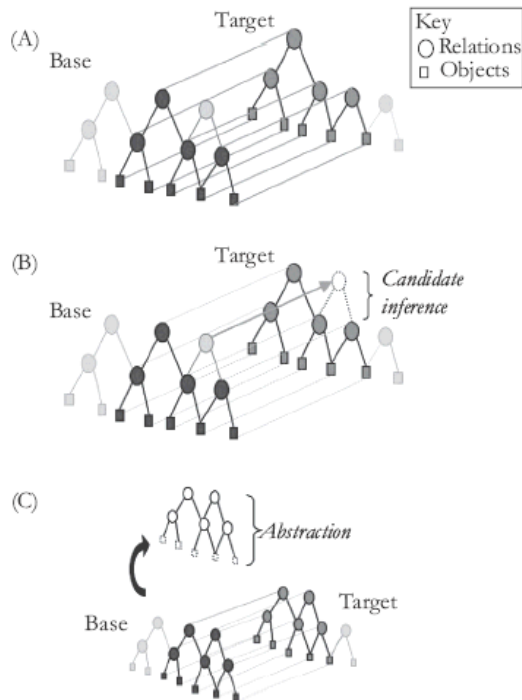 (A)
Target
Base
Key
Relations
Objects
(B)
Target
Base
Candidate
inference
(C)
Abstraction
Base
Target